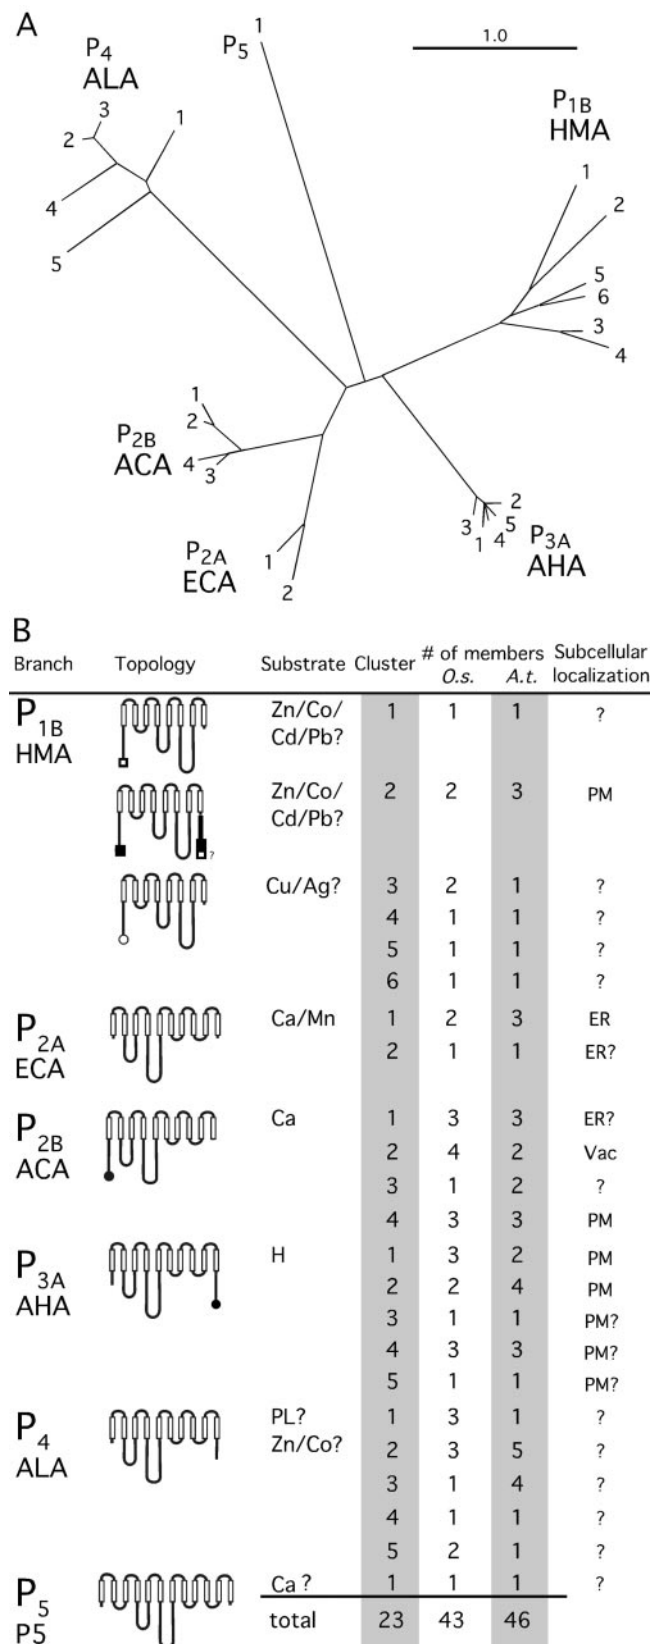 A
P4
ALA
3
2
1
4
5
1
P5
1.0
P1B
HMA
1
2
5
6
3
4
1
2
4
3
P2B
ACA
P2A
ECA
1
2
3
2
5
4
1
P3A
AHA
B
Branch Topology Substrate Cluster # of members O.s. A.t. Subcellular localization
P1B HMA Zn/Co/ 1 1 1 ?
Cd/Pb?
Zn/Co/ 2 2 3 PM
Cd/Pb?
?
Cu/Ag? 3 2 1 ?
4 1 1 ?
5 1 1 ?
6 1 1 ?
P2A ECA Ca/Mn 1 2 3 ER
2 1 1 ER?
P2B ACA Ca 1 3 3 ER?
2 4 2 Vac
3 1 2 ?
4 3 3 PM
P3A AHA H 1 3 2 PM
2 2 4 PM
3 1 1 PM?
4 3 3 PM?
5 1 1 PM?
P4 ALA PL? 1 3 1 ?
Zn/Co? 2 3 5 ?
3 1 4 ?
4 1 1 ?
5 2 1 ?
P5 P5 Ca ? 1 1 1 ?
total 23 43 46